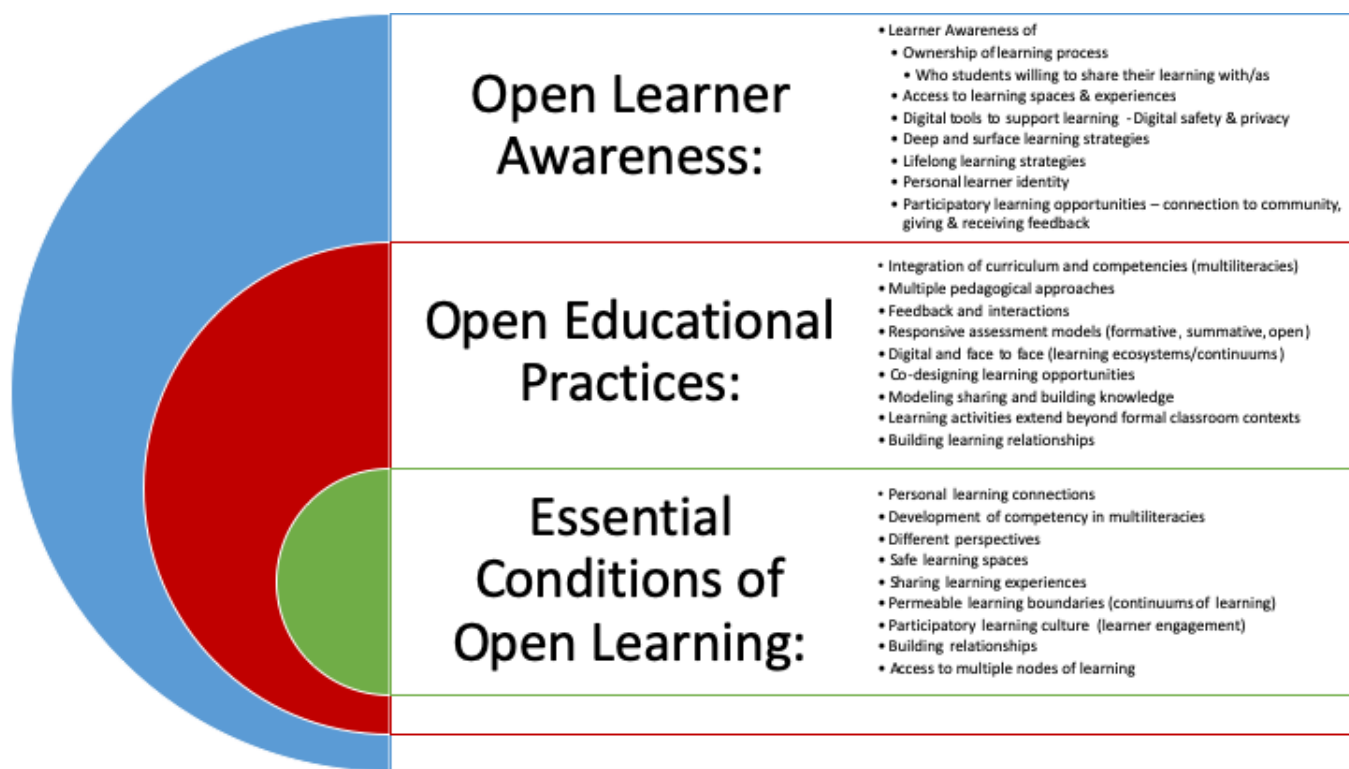 Open Learner
Awareness:
• Learner Awareness of
• Ownership of learning process
• Who students willing to share their learning with/as
• Access to learning spaces & experiences
• Digital tools to support learning - Digital safety & privacy
• Deep and surface learning strategies
• Lifelong learning strategies
• Personal learner identity
• Participatory learning opportunities – connection to community,
giving & receiving feedback
Open Educational
Practices:
• Integration of curriculum and competencies (multiliteracies)
• Multiple pedagogical approaches
• Feedback and interactions
• Responsive assessment models (formative, summative, open)
• Digital and face to face (learning ecosystems/continuums)
• Co-designing learning opportunities
• Modeling sharing and building knowledge
• Learning activities extend beyond formal classroom contexts
• Building learning relationships
Essential
Conditions of
Open Learning:
• Personal learning connections
• Development of competency in multiliteracies
• Different perspectives
• Safe learning spaces
• Sharing learning experiences
• Permeable learning boundaries (continuums of learning)
• Participatory learning culture (learner engagement)
• Building relationships
• Access to multiple nodes of learning